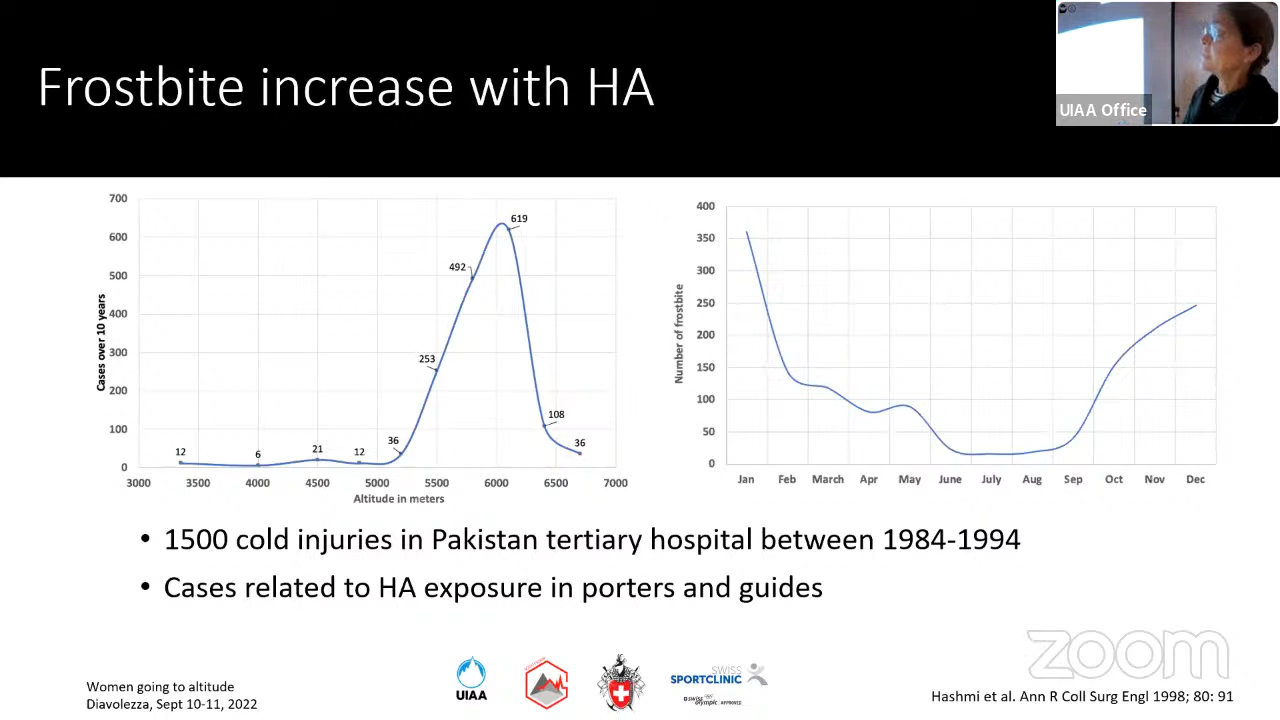 Frostbite increase with HA
UIAA Office
700
600
500
400
300
200
100
0
Cases over 10 years
12
6
21
12
36
253
492
619
108
36
3000 3500 4000 4500 5000 5500 6000 6500 7000
Altitude in meters
400
350
300
250
200
150
100
50
0
Number of frostbite
Jan Feb March Apr May June July Aug Sep Oct Nov Dec
• 1500 cold injuries in Pakistan tertiary hospital between 1984-1994
• Cases related to HA exposure in porters and guides
Women going to altitude
Diavolezza, Sept 10-11, 2022
UIAA
SWISS
SPORTCLINIC
zoom
Hashmi et al. Ann R Coll Surg Engl 1998; 80: 91